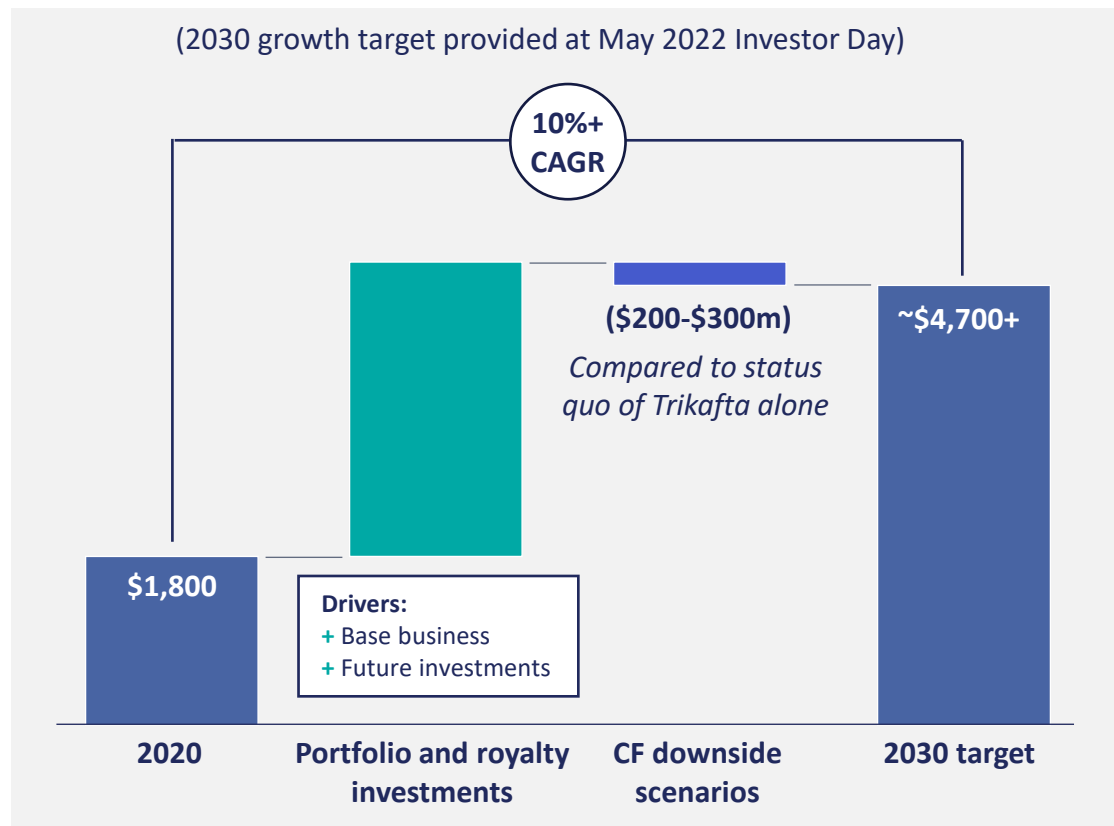 (2030 growth target provided at May 2022 Investor Day)
10%+
CAGR
($200-$300m)
Compared to status
quo of Trikafta alone
~$4,700+
$1,800
Drivers:
+ Base business
+ Future investments
2020
Portfolio and royalty
investments
CF downside
scenarios
2030 target